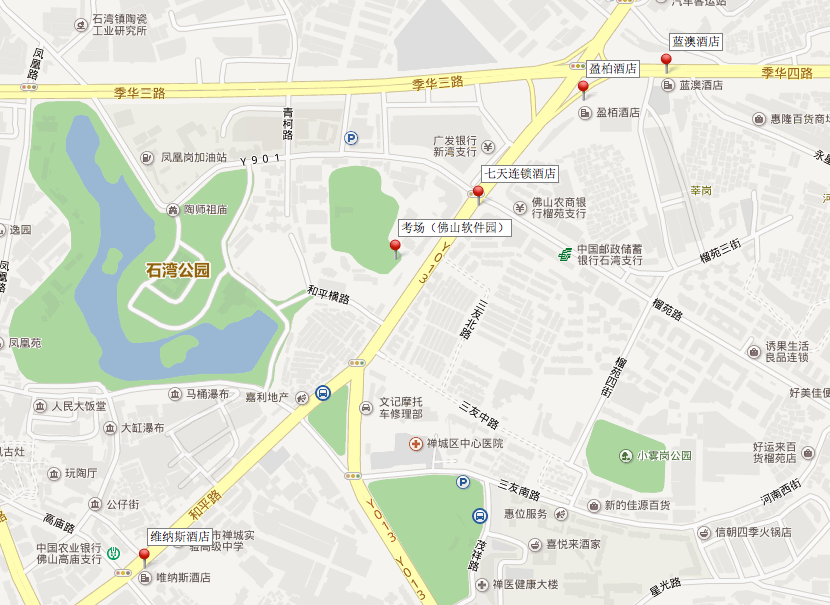 汽车客运站
石湾镇陶瓷
工业研究所
蓝澳酒店
凤凰路
盈柏酒店
季华四路
季华三路
季华三路
蓝澳酒店
青柯路
盈栢酒店
惠隆百货商场
广发银行
新湾支行
凤凰岗加油站
Y901
永星
七天连锁酒店
莘岗
陶师祖庙
佛山农商银
行榴苑支行
逸园
考场（佛山软件园）
中国邮政储蓄
银行石湾支行
榴苑三街
Y013
石湾公园
凤凰路
和平横路
三友北路
榴苑路
凤凰苑
诱果生活
良品连锁
榴苑四街
马桶瀑布
嘉利地产
好美佳便
人民大饭堂
文记摩托
车修理部
三友中路
大缸瀑布
禅城区中心医院
古灶
小雾岗公园
好运来百
货榴苑店
玩陶厅
三友南路
河南西街
公仔街
和平路
新的佳源百货
惠位服务
高庙路
Y013
信朝四季火锅店
维纳斯酒店
市禅城实
验高级中学
中国农业银行
佛山高庙支行
喜悦来酒家
茂祥路
唯纳斯酒店
Y013
禅医健康大楼
星光路